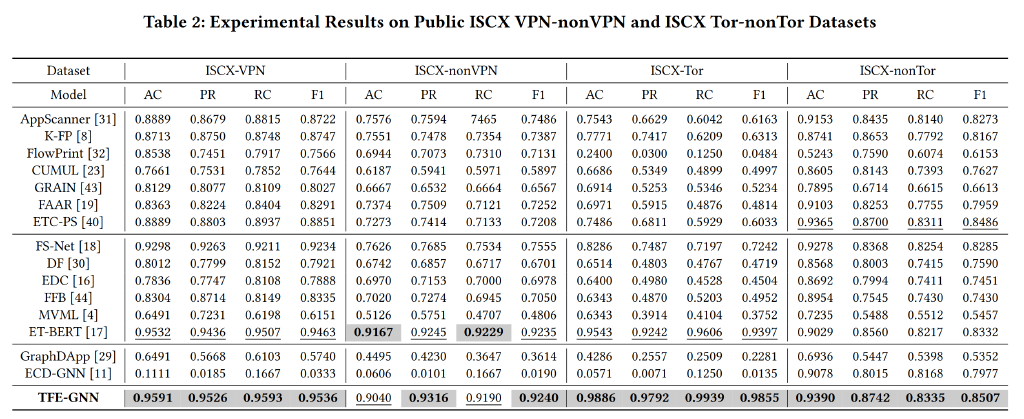 Table 2: Experimental Results on Public ISCX VPN-nonVPN and ISCX Tor-nonTor Datasets
Dataset ISCX-VPN ISCX-nonVPN ISCX-Tor ISCX-nonTor
Model AC PR RC F1 AC PR RC F1 AC PR RC F1 AC PR RC F1
AppScanner [31] 0.8889 0.8679 0.8815 0.8722 0.7576 0.7594 7465 0.7486 0.7543 0.6629 0.6042 0.6163 0.9153 0.8435 0.8140 0.8273
K-FP [8] 0.8713 0.8750 0.8748 0.8747 0.7551 0.7478 0.7354 0.7387 0.7771 0.7417 0.6209 0.6313 0.8741 0.8653 0.7792 0.8167
FlowPrint [32] 0.8538 0.7451 0.7917 0.7566 0.6944 0.7073 0.7310 0.7131 0.2400 0.0300 0.1250 0.0484 0.5243 0.7590 0.6074 0.6153
CUMUL [23] 0.7661 0.7531 0.7852 0.7644 0.6187 0.5941 0.5971 0.5897 0.6686 0.5349 0.4899 0.4997 0.8605 0.8143 0.7393 0.7627
GRAIN [43] 0.8129 0.8077 0.8109 0.8027 0.6667 0.6532 0.6664 0.6567 0.6914 0.5253 0.5346 0.5234 0.7895 0.6714 0.6615 0.6613
FAAR [19] 0.8363 0.8224 0.8404 0.8291 0.7374 0.7509 0.7121 0.7252 0.6971 0.5915 0.4876 0.4814 0.9103 0.8253 0.7755 0.7959
ETC-PS [40] 0.8889 0.8803 0.8937 0.8851 0.7273 0.7414 0.7133 0.7208 0.7486 0.6811 0.5929 0.6033 0.9365 0.8700 0.8311 0.8486
FS-Net [18] 0.9298 0.9263 0.9211 0.9234 0.7626 0.7685 0.7534 0.7555 0.8286 0.7487 0.7197 0.7242 0.9278 0.8368 0.8254 0.8285
DF [30] 0.8012 0.7799 0.8152 0.7921 0.6742 0.6857 0.6717 0.6701 0.6514 0.4803 0.4767 0.4719 0.8568 0.8003 0.7415 0.7590
EDC [16] 0.7836 0.7747 0.8108 0.7888 0.6970 0.7153 0.7000 0.6978 0.6400 0.4980 0.4528 0.4504 0.8692 0.7994 0.7411 0.7451
FFB [44] 0.8304 0.8714 0.8149 0.8335 0.7020 0.7274 0.6945 0.7050 0.6343 0.4870 0.5203 0.4952 0.8954 0.7545 0.7430 0.7430
MVML [4] 0.6491 0.7231 0.6198 0.6151 0.5126 0.5751 0.4707 0.4806 0.6343 0.3914 0.4104 0.3752 0.7235 0.5488 0.5512 0.5457
ET-BERT [17] 0.9532 0.9436 0.9507 0.9463 0.9167 0.9245 0.9229 0.9235 0.9543 0.9242 0.9606 0.9397 0.9029 0.8560 0.8217 0.8332
GraphDApp [29] 0.6491 0.5668 0.6103 0.5740 0.4495 0.4230 0.3647 0.3614 0.4286 0.2557 0.2509 0.2281 0.6936 0.5447 0.5398 0.5352
ECD-GNN [11] 0.1111 0.0185 0.1667 0.0333 0.0606 0.0101 0.1667 0.0190 0.0571 0.0071 0.1250 0.0135 0.9078 0.8015 0.8168 0.7977
TFE-GNN 0.9591 0.9526 0.9593 0.9536 0.9040 0.9316 0.9190 0.9240 0.9886 0.9792 0.9939 0.9855 0.9390 0.8742 0.8335 0.8507